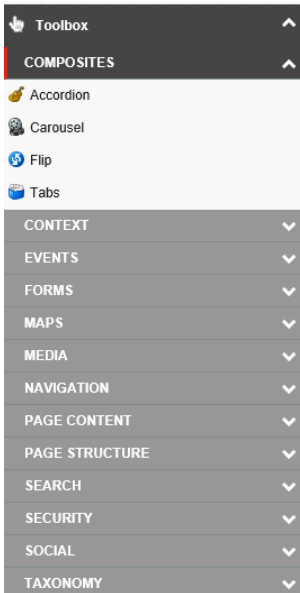 Toolbox
COMPOSITES
Accordion
Carousel
Flip
Tabs
CONTEXT
EVENTS
FORMS
MAPS
MEDIA
NAVIGATION
PAGE CONTENT
PAGE STRUCTURE
SEARCH
SECURITY
SOCIAL
TAXONOMY